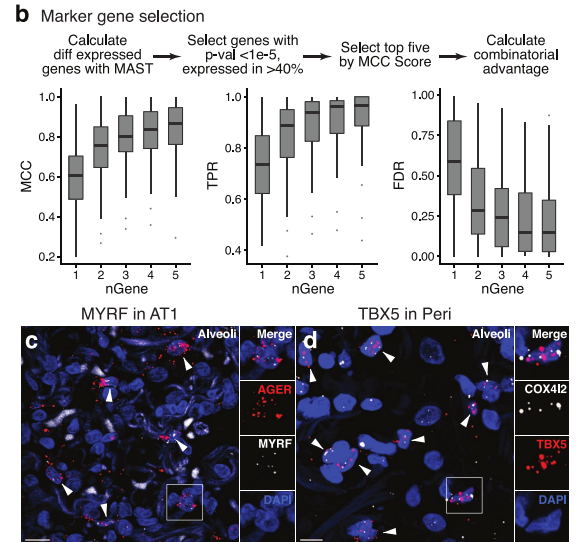 b Marker gene selection
Calculate
diff expressed
genes with MAST
Select genes with
p-val <1e-5,
expressed in >40%
Select top five
by MCC Score
Calculate
combinatorial
advantage
MCC
1.0
0.8
0.6
0.4
0.2
1 2 3 4 5
nGene
TPR
1.0
0.8
0.6
0.4
1 2 3 4 5
nGene
FDR
1.00
0.75
0.50
0.25
0.00
1 2 3 4 5
nGene
MYRF in AT1
c
Alveoli
Merge
AGER
MYRF
DAPI
TBX5 in Peri
d
Alveoli
Merge
COX4I2
TBX5
DAPI